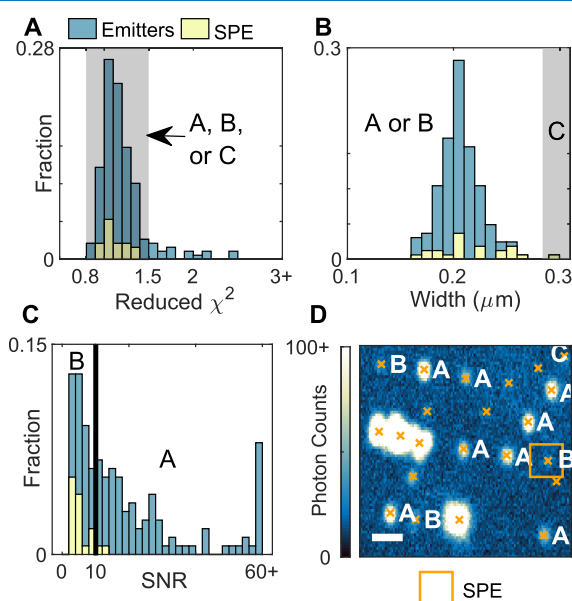 A
Emitters
SPE
B
0.28
0.3
A, B,
or C
A or B
C
Fraction
0
0.8
1.5
2
3+
Reduced χ²
0
0.1
0.2
0.3
Width (μm)
C
D
0.15
B
A
Fraction
0
0
10
60+
SNR
100+
Photon Counts
0
C
B
A
A
A
A
A
A
B
A
B
A
SPE